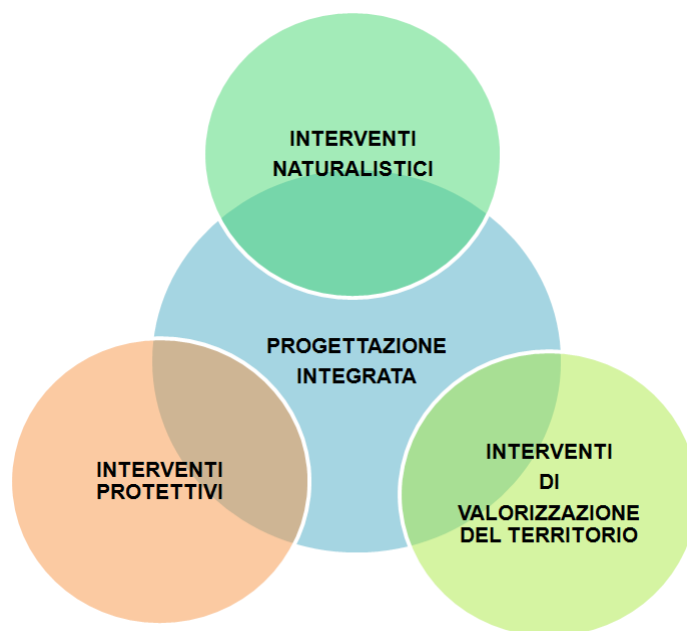 INTERVENTI
NATURALISTICI
PROGETTAZIONE
INTEGRATA
INTERVENTI
PROTETTIVI
INTERVENTI
DI
VALORIZZAZIONE
DEL TERRITORIO